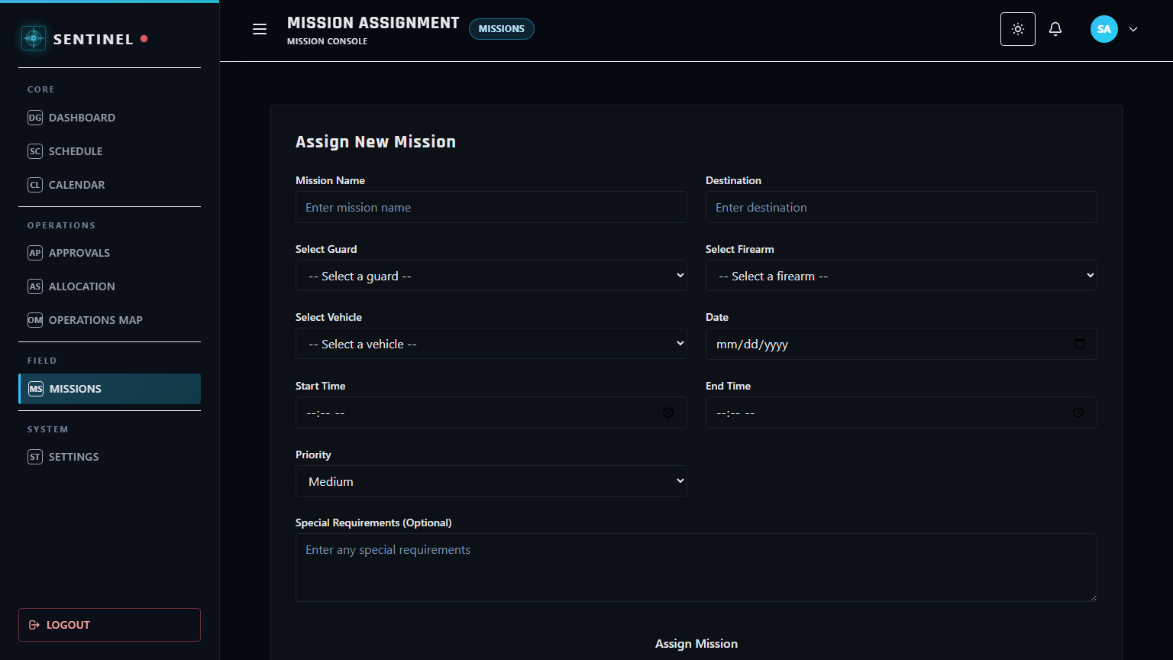 SENTINEL
CORE
DG DASHBOARD
SC SCHEDULE
CL CALENDAR
OPERATIONS
AP APPROVALS
AS ALLOCATION
OM OPERATIONS MAP
FIELD
MS MISSIONS
SYSTEM
ST SETTINGS
LOGOUT
MISSION ASSIGNMENT
MISSION CONSOLE
MISSIONS
SA
Assign New Mission
Mission Name
Enter mission name
Destination
Enter destination
Select Guard
-- Select a guard --
Select Firearm
-- Select a firearm --
Select Vehicle
-- Select a vehicle --
Date
mm/dd/yyyy
Start Time
--:-- --
End Time
--:-- --
Priority
Medium
Special Requirements (Optional)
Enter any special requirements
Assign Mission